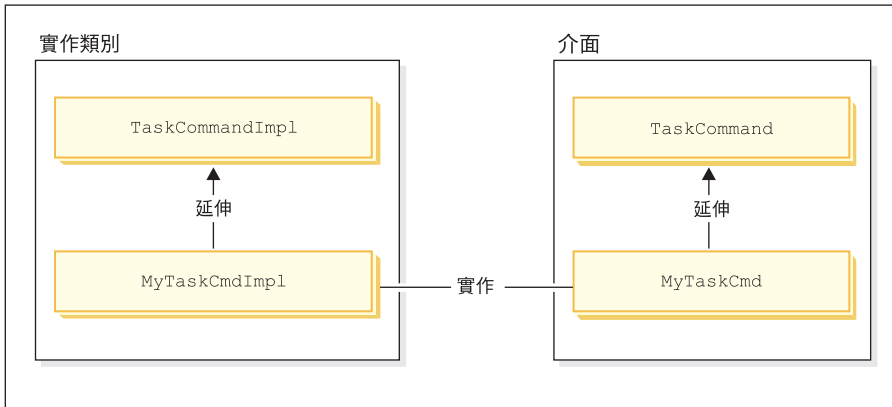 實作類別
TaskCommandImpl
延伸
MyTaskCmdImpl
實作
介面
TaskCommand
延伸
MyTaskCmd